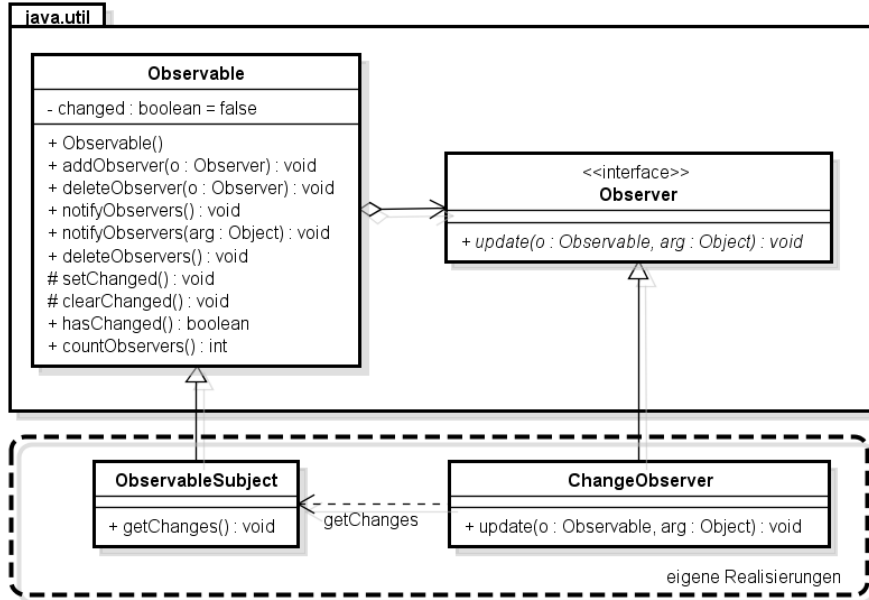 java.util
Observable
- changed : boolean = false
+ Observable()
+ addObserver(o : Observer) : void
+ deleteObserver(o : Observer) : void
+ notifyObservers() : void
+ notifyObservers(arg : Object) : void
+ deleteObservers() : void
# setChanged() : void
# clearChanged() : void
+ hasChanged() : boolean
+ countObservers() : int
<<interface>>
Observer
+ update(o : Observable, arg : Object) : void
ObservableSubject
+ getChanges() : void
getChanges
ChangeObserver
+ update(o : Observable, arg : Object) : void
eigene Realisierungen